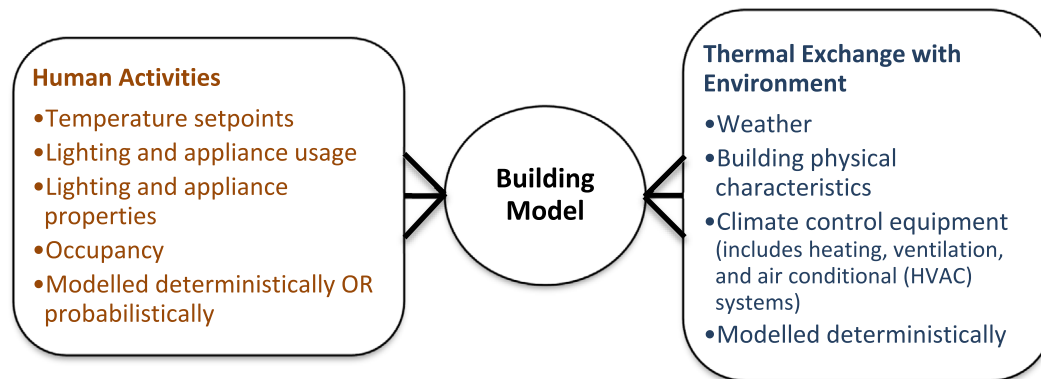 Human Activities
•Temperature setpoints
•Lighting and appliance usage
•Lighting and appliance
properties
•Occupancy
•Modelled deterministically OR
probabilistically
Building
Model
Thermal Exchange with
Environment
•Weather
•Building physical
characteristics
•Climate control equipment
(includes heating, ventilation,
and air conditional (HVAC)
systems)
•Modelled deterministically